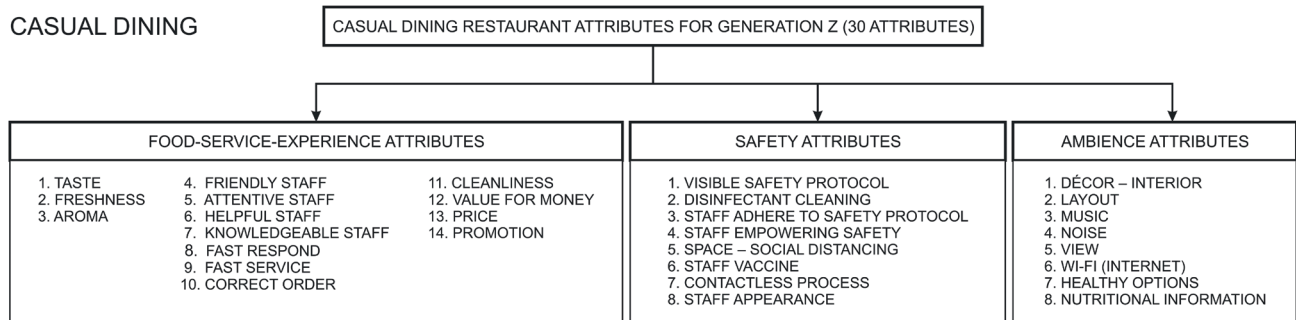 CASUAL DINING
CASUAL DINING RESTAURANT ATTRIBUTES FOR GENERATION Z (30 ATTRIBUTES)
FOOD-SERVICE-EXPERIENCE ATTRIBUTES
1. TASTE
2. FRESHNESS
3. AROMA
4. FRIENDLY STAFF
5. ATTENTIVE STAFF
6. HELPFUL STAFF
7. KNOWLEDGEABLE STAFF
8. FAST RESPOND
9. FAST SERVICE
10. CORRECT ORDER
11. CLEANLINESS
12. VALUE FOR MONEY
13. PRICE
14. PROMOTION
SAFETY ATTRIBUTES
1. VISIBLE SAFETY PROTOCOL
2. DISINFECTANT CLEANING
3. STAFF ADHERE TO SAFETY PROTOCOL
4. STAFF EMPOWERING SAFETY
5. SPACE – SOCIAL DISTANCING
6. STAFF VACCINE
7. CONTACTLESS PROCESS
8. STAFF APPEARANCE
AMBIENCE ATTRIBUTES
1. DÉCOR – INTERIOR
2. LAYOUT
3. MUSIC
4. NOISE
5. VIEW
6. WI-FI (INTERNET)
7. HEALTHY OPTIONS
8. NUTRITIONAL INFORMATION